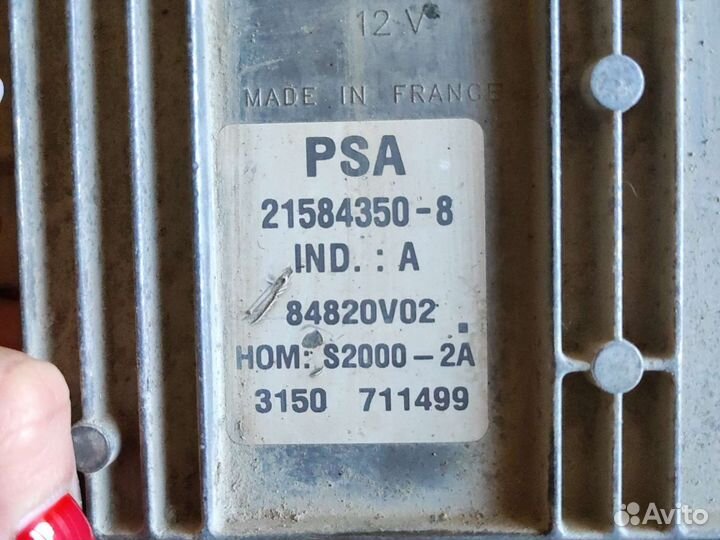 12 V
MADE IN FRANCE
PSA
21584350-8
IND. : A
84820V02
HOM: S2000-2A
3150 711499
Avito